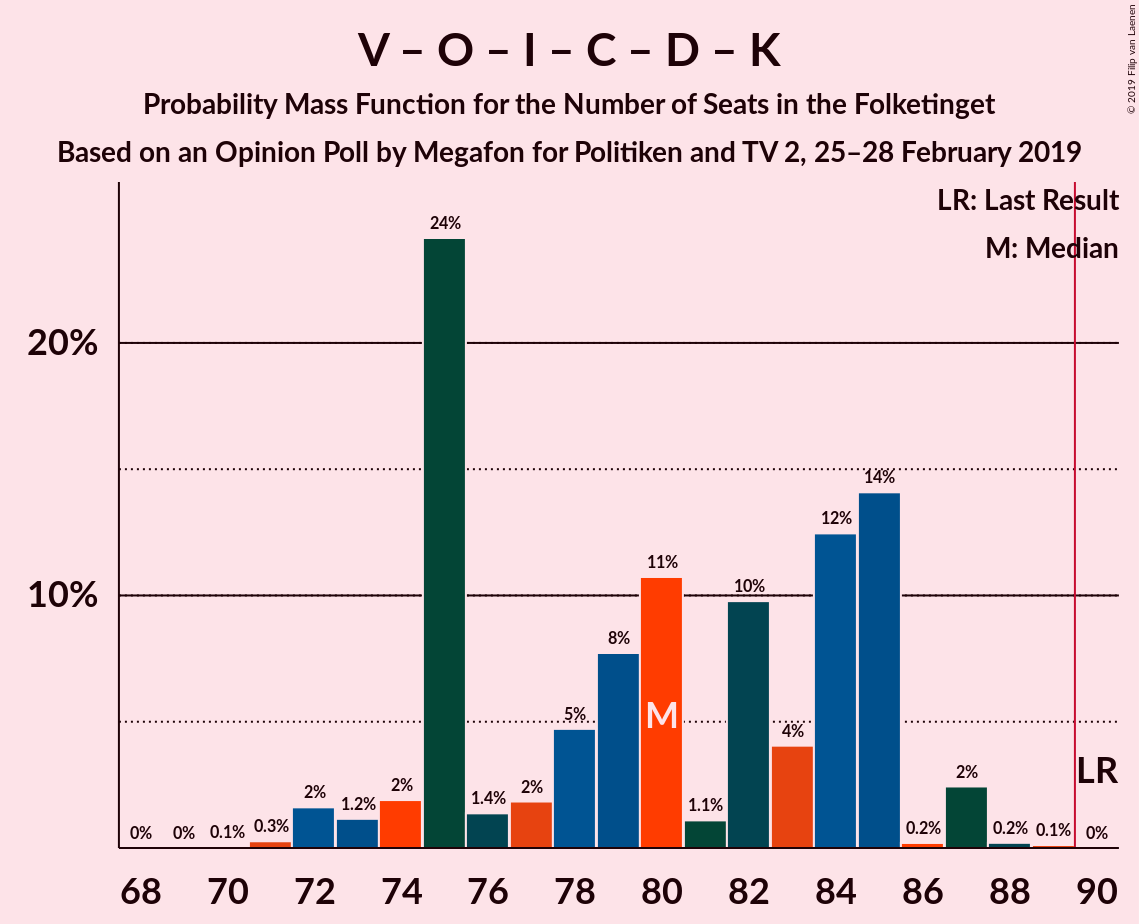 V – O – I – C – D – K
Probability Mass Function for the Number of Seats in the Folketinget
Based on an Opinion Poll by Megafon for Politiken and TV 2, 25–28 February 2019
© 2019 Filip van Laenen
LR: Last Result
M: Median
24%
20%
14%
12%
11%
10%
10%
8%
5%
M
4%
LR
2%
2%
2%
2%
1.4%
1.2%
1.1%
0%
0%
0.1%
0.3%
0.2%
0.2%
0.1%
0%
68 70 72 74 76 78 80 82 84 86 88 90